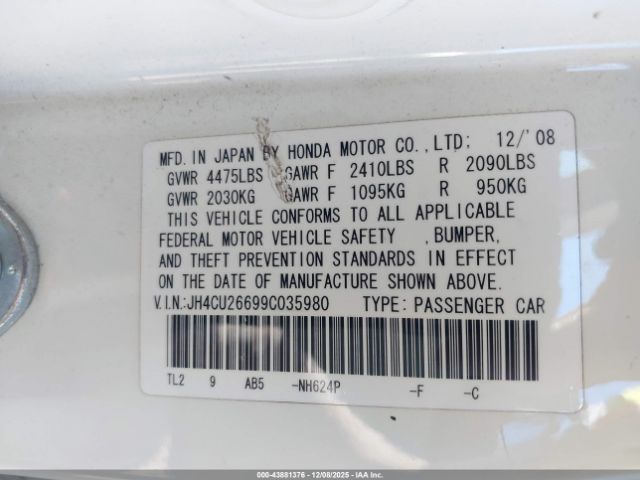 MFD. IN JAPAN BY HONDA MOTOR CO., LTD: 12/'08
GVWR 4475LBS GAWR F 2410LBS R 2090LBS
GVWR 2030KG GAWR F 1095KG R 950KG
THIS VEHICLE CONFORMS TO ALL APPLICABLE
FEDERAL MOTOR VEHICLE SAFETY , BUMPER,
AND THEFT PREVENTION STANDARDS IN EFFECT
ON THE DATE OF MANUFACTURE SHOWN ABOVE.
V.I.N.:JH4CU26699C035980 TYPE: PASSENGER CAR
TL2 9 AB5 -NH624P -F -C
000-43881376 - 12/08/2025 - IAA Inc.